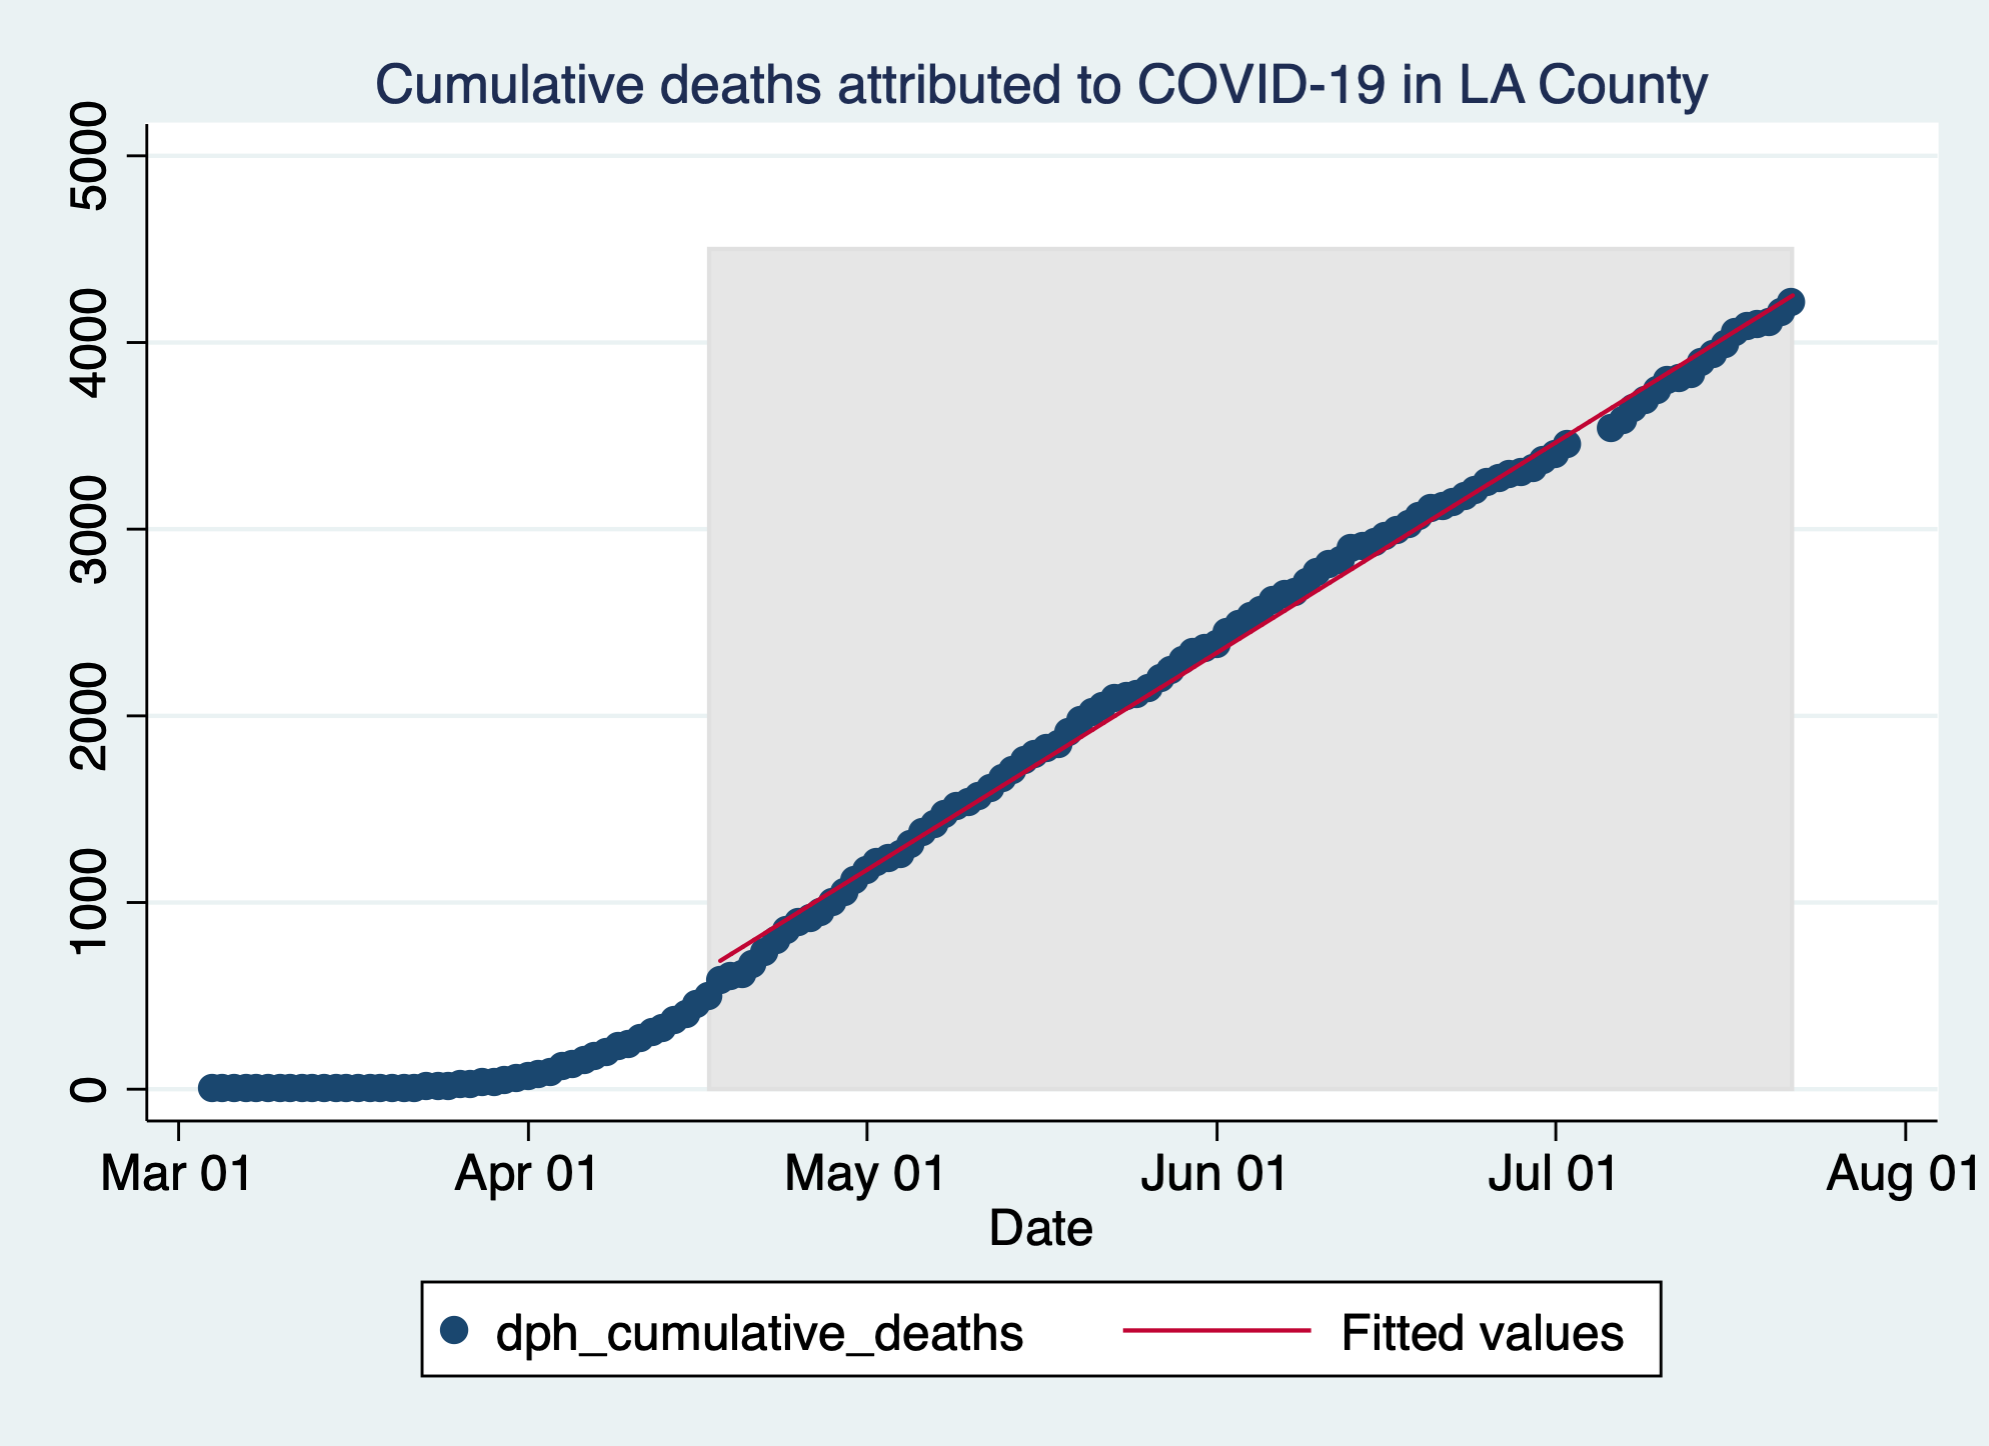 Cumulative deaths attributed to COVID-19 in LA County
5000
4000
3000
2000
1000
0
Mar 01 Apr 01 May 01 Jun 01 Jul 01 Aug 01
Date
dph_cumulative_deaths Fitted values